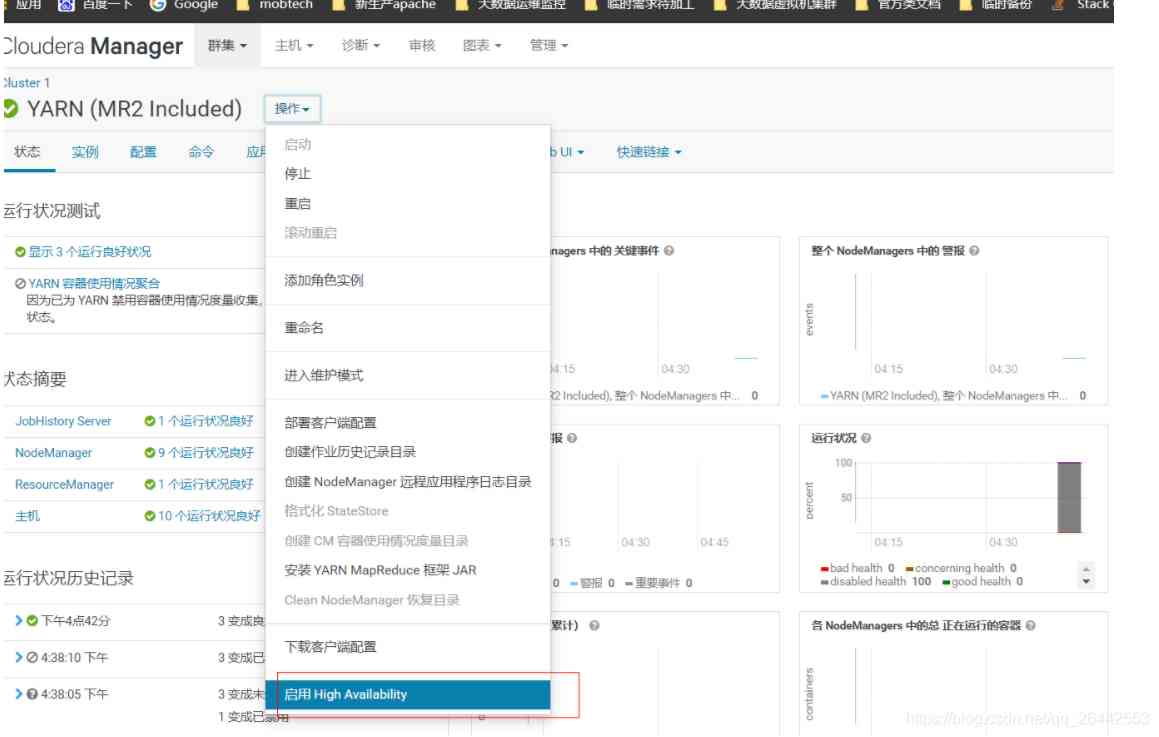 应用 百度一下 Google mobtech 新生产apache 大数据运维监控 临时需求待加工 大数据虚拟机集群 官方类文档 临时备份 Stack
Cloudera Manager 群集 主机 诊断 审核 图表 管理
Cluster 1
YARN (MR2 Included) 操作
状态 实例 配置 命令 应用 b UI 快速链接
启动
停止
重启
滚动重启
添加角色实例
重命名
进入维护模式
部署客户端配置
创建作业历史记录目录
创建 NodeManager 远程应用程序日志目录
格式化 StateStore
创建 CM 容器使用情况度量目录
安装 YARN MapReduce 框架 JAR
Clean NodeManager 恢复目录
下载客户端配置
启用 High Availability
运行状况测试
显示 3 个运行良好状况
YARN 容器使用情况聚合
因为已为 YARN 禁用容器使用情况度量收集,
状态。
状态摘要
JobHistory Server 1 个运行状况良好
NodeManager 9 个运行状况良好
ResourceManager 1 个运行状况良好
主机 10 个运行状况良好
运行状况历史记录
下午4点42分 3 变成良
4:38:10 下午 3 变成已
4:38:05 下午 3 变成未
1 变成已禁用
anagers 中的 关键事件
04:15 04:30
R2 Included), 整个 NodeManagers 中... 0
整个 NodeManagers 中的 警报
events
04:15 04:30
YARN (MR2 Included), 整个 NodeManagers 中... 0
报
4:15 04:30 04:45
0 警报 0 重要事件 0
运行状况
percent
100
50
04:15 04:30
bad health 0 concerning health 0
disabled health 100 good health 0
累计)
0
各 NodeManagers 中的总 正在运行的容器
containers
https://blog.csdn.net/qq_26442553